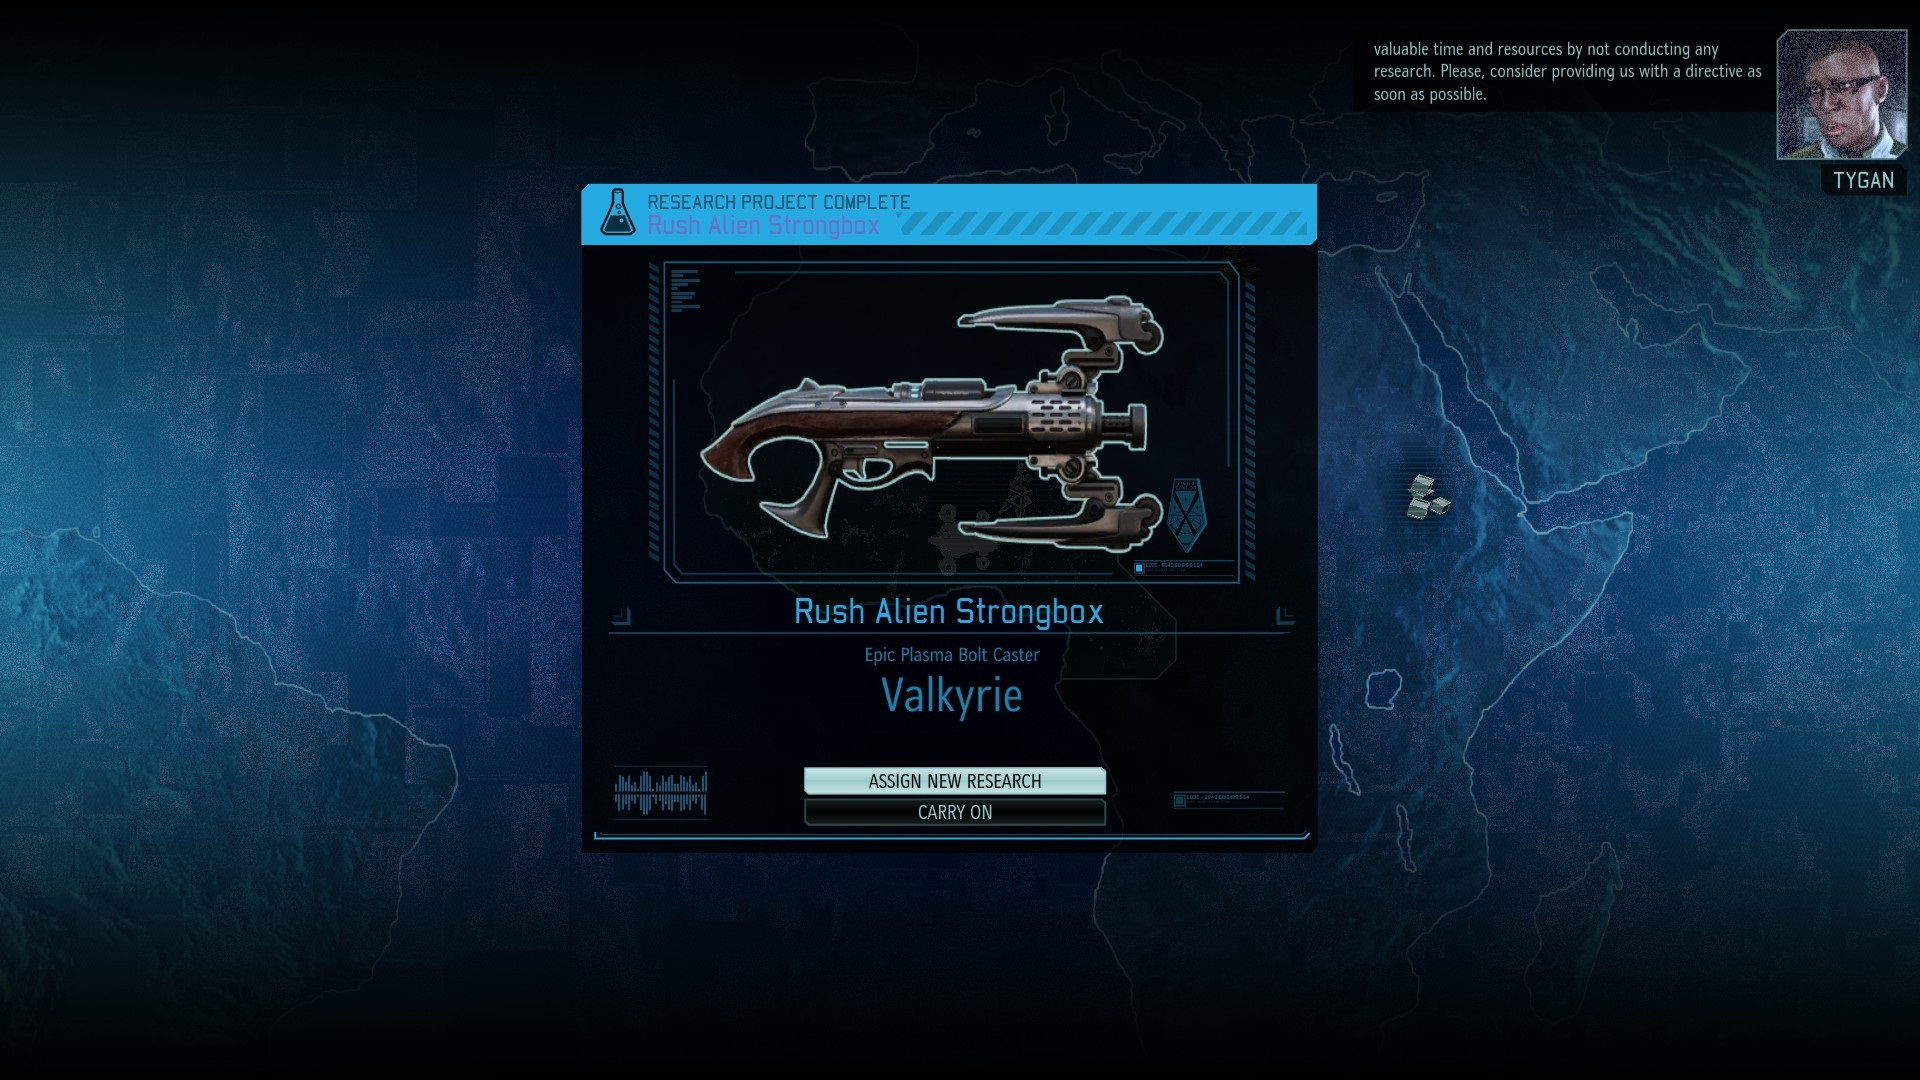 valuable time and resources by not conducting any
research. Please, consider providing us with a directive as
soon as possible.
TYGAN
RESEARCH PROJECT COMPLETE
Rush Alien Strongbox
Rush Alien Strongbox
Epic Plasma Bolt Caster
Valkyrie
ASSIGN NEW RESEARCH
CARRY ON